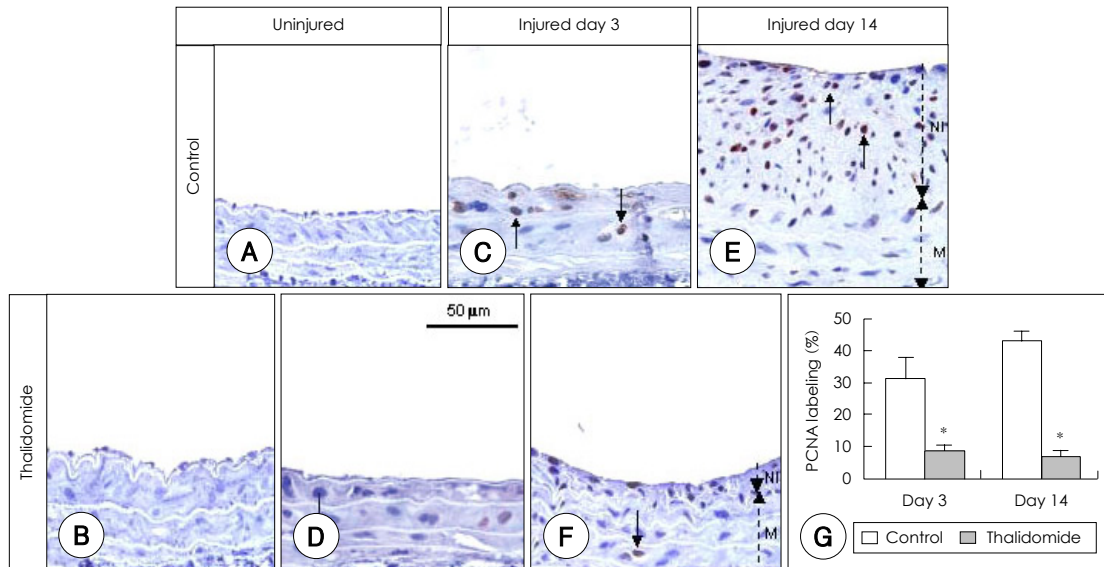 Uninjured
Injured day 3
Injured day 14
Control
A
C
E
NI
M
Thalidomide
50 μm
B
D
F
NI
M
PCNA labeling (%)
50
40
30
20
10
0
*
*
Day 3
Day 14
G
Control
Thalidomide